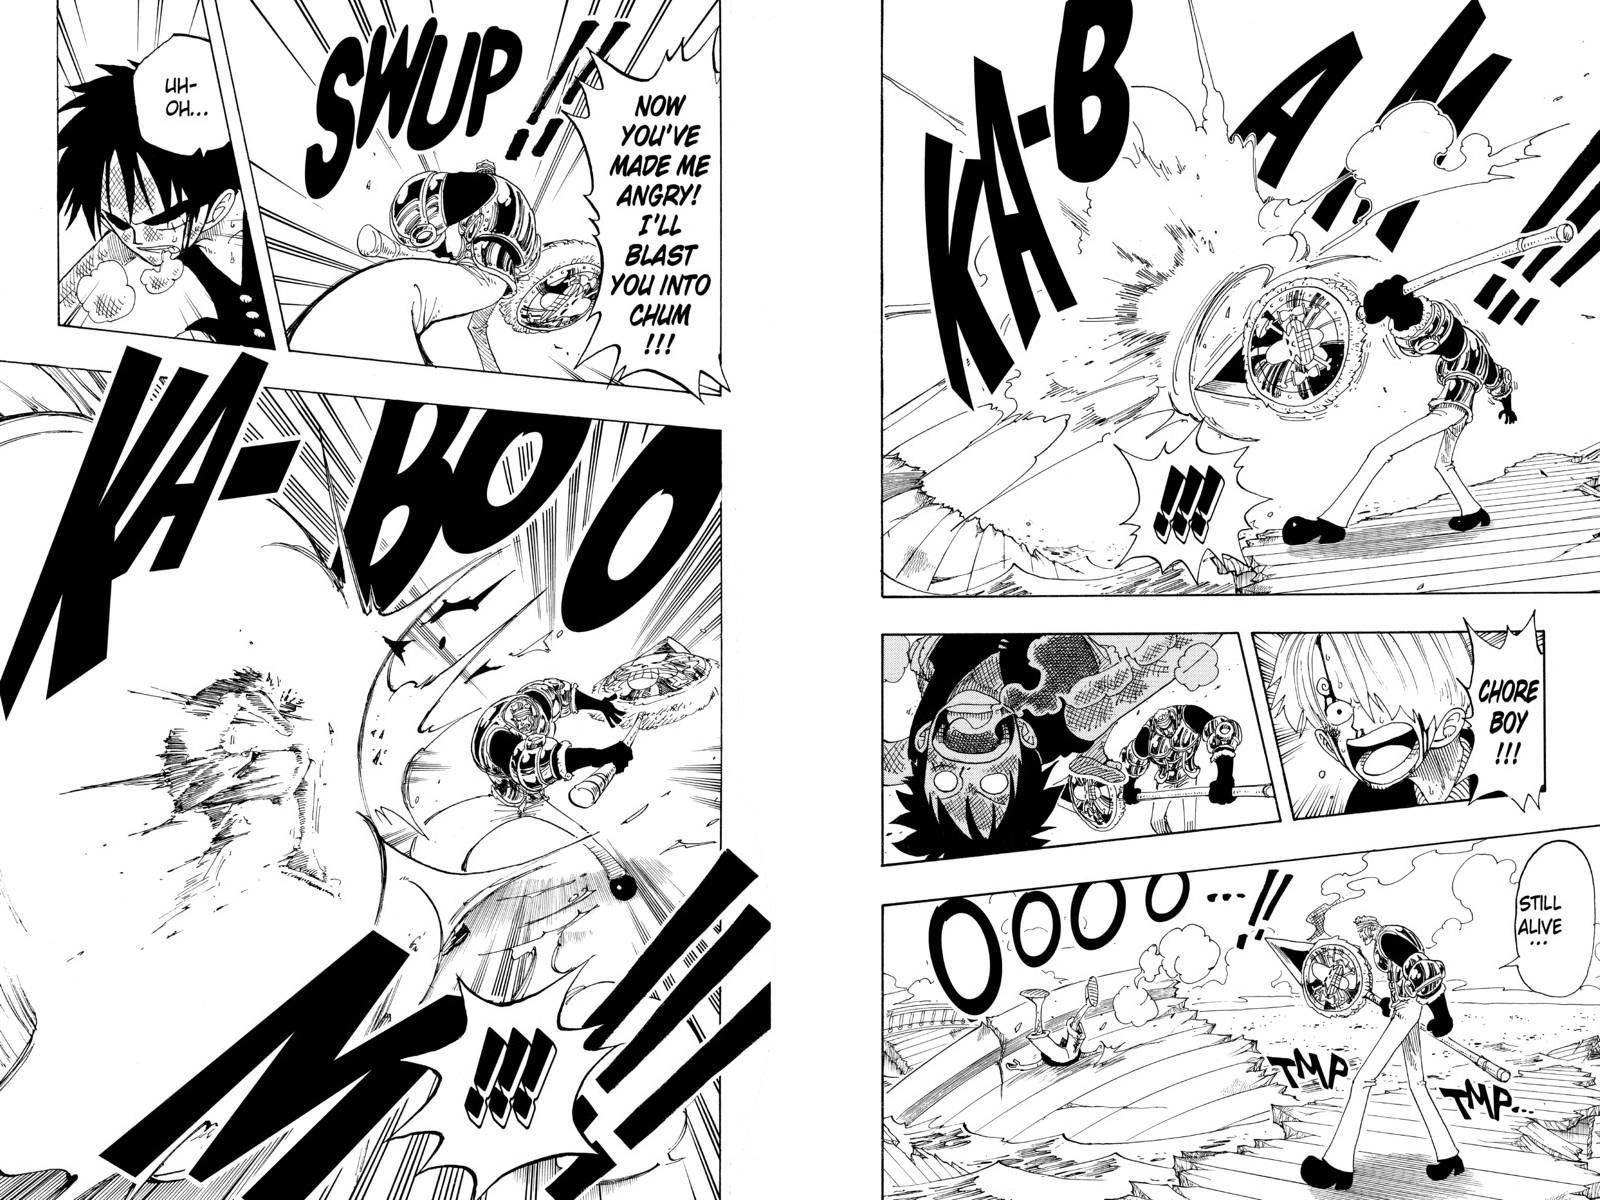 KA-BAM!!!
!!!!
CHORE
BOY
!!!
STILL
ALIVE
...
OOOO...!!
TMP
TMP...
NOW
YOU'VE
MADE ME
ANGRY!
I'LL
BLAST
YOU INTO
CHUM
!!!
SWUP!!
UH-
OH...
KA-BOOM!!!
!!!!